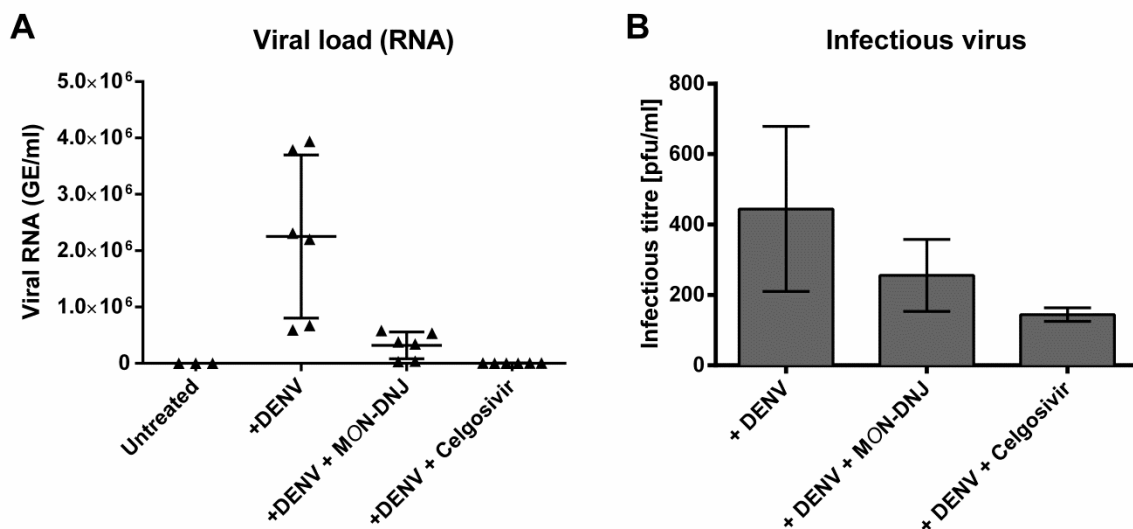 A
Viral load (RNA)
Viral RNA (GE/ml)
5.0×10⁶
4.0×10⁶
3.0×10⁶
2.0×10⁶
1.0×10⁶
0
Untreated
+DENV
+DENV + MON-DNJ
+DENV + Celgosivir
B
Infectious virus
Infectious titre [pfu/ml]
800
600
400
200
0
+ DENV
+ DENV + MON-DNJ
+ DENV + Celgosivir